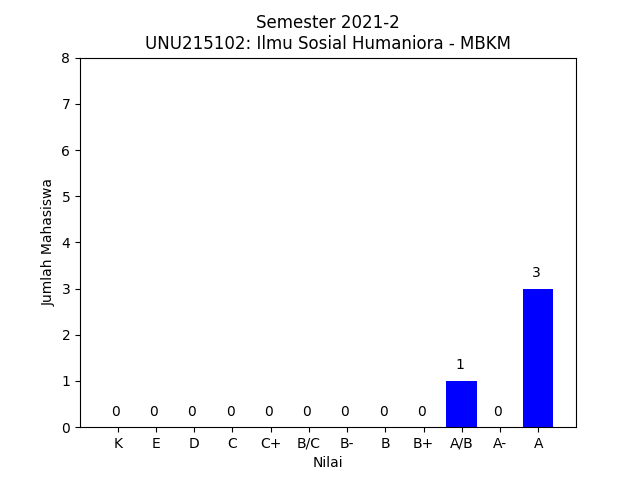 Semester 2021-2
UNU215102: Ilmu Sosial Humaniora - MBKM
8
7
6
5
4
3
2
1
0
Jumlah Mahasiswa
0 0 0 0 0 0 0 0 0 1 0 3
K E D C C+ B/C B- B B+ A/B A- A
Nilai